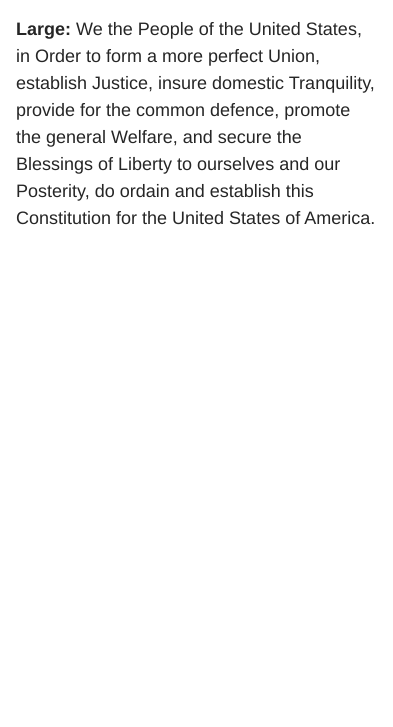 Large: We the People of the United States,
in Order to form a more perfect Union,
establish Justice, insure domestic Tranquility,
provide for the common defence, promote
the general Welfare, and secure the
Blessings of Liberty to ourselves and our
Posterity, do ordain and establish this
Constitution for the United States of America.